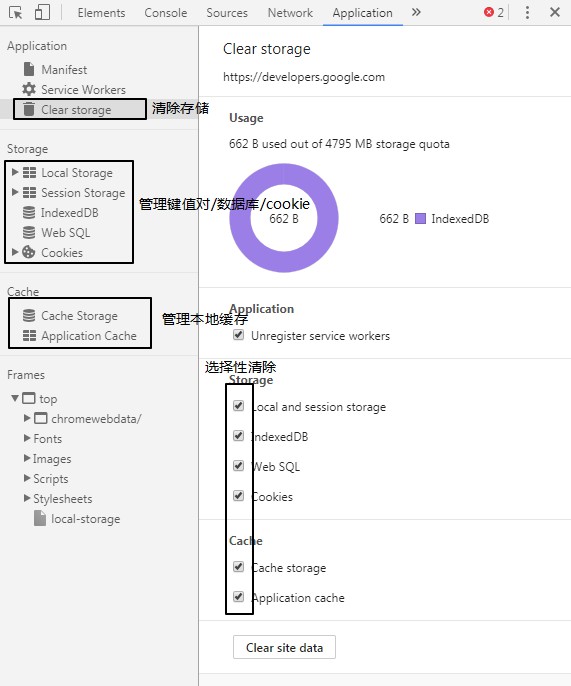 Elements Console Sources Network Application » 2
Application
Manifest
Service Workers
Clear storage 清除存储
Storage
Local Storage
Session Storage
IndexedDB
Web SQL
Cookies
管理键值对/数据库/cookie
Cache
Cache Storage
Application Cache
管理本地缓存
Frames
top
chromewebdata/
Fonts
Images
Scripts
Stylesheets
local-storage
Clear storage
https://developers.google.com
Usage
662 B used out of 4795 MB storage quota
662 B
662 B IndexedDB
Application
Unregister service workers
选择性清除
Storage
Local and session storage
IndexedDB
Web SQL
Cookies
Cache
Cache storage
Application cache
Clear site data